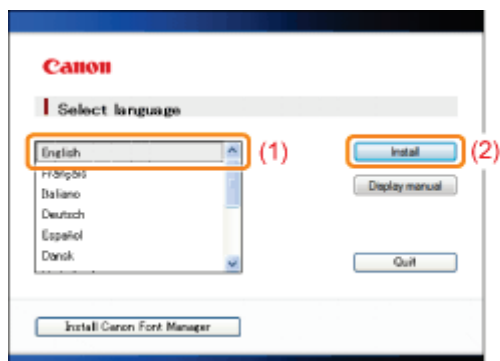 Canon
Select language
English
(1)
Install
(2)
Français
Display manual
Italiano
Deutsch
Español
Dansk
Quit
Install Canon Font Manager